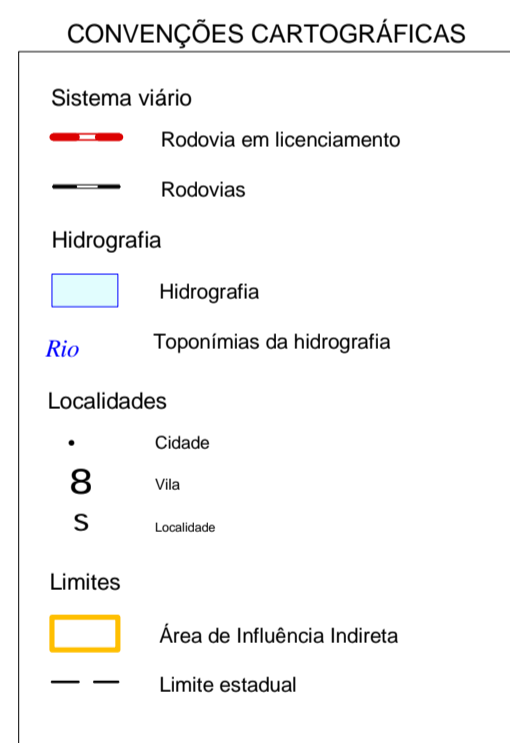 CONVENÇÕES CARTOGRÁFICAS
Sistema viário
Rodovia em licenciamento
Rodovias
Hidrografia
Hidrografia
Rio Toponímias da hidrografia
Localidades
• Cidade
8 Vila
S Localidade
Limites
Área de Influência Indireta
Limite estadual